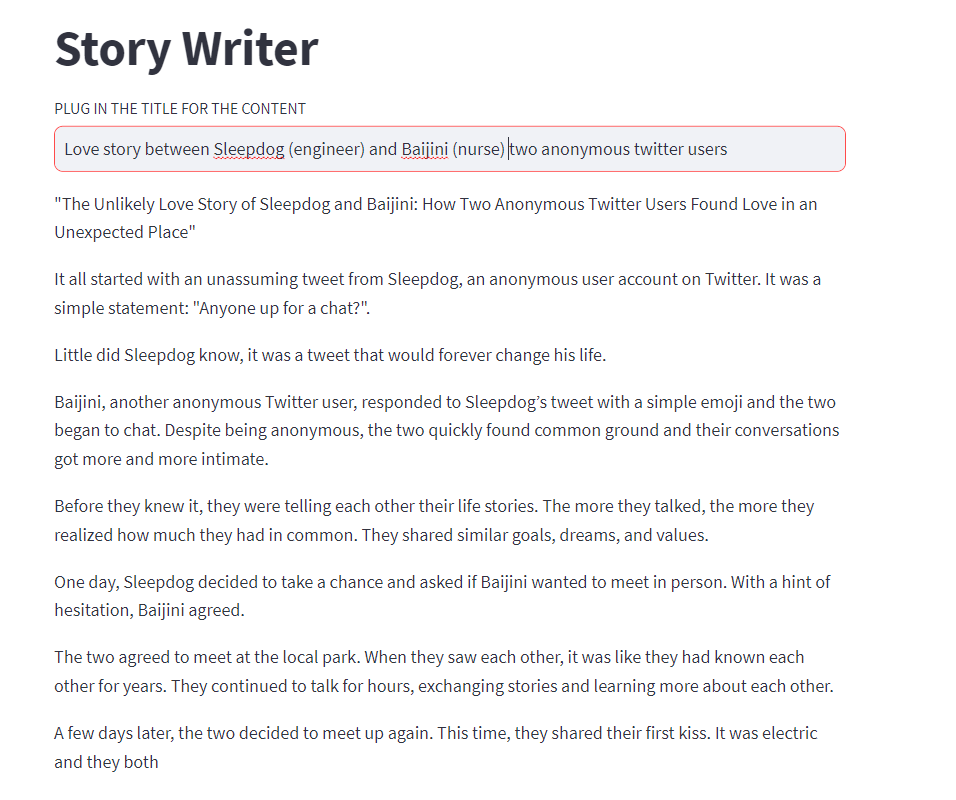 Story Writer
PLUG IN THE TITLE FOR THE CONTENT
Love story between Sleepdog (engineer) and Baijini (nurse) two anonymous twitter users
"The Unlikely Love Story of Sleepdog and Baijini: How Two Anonymous Twitter Users Found Love in an
Unexpected Place"
It all started with an unassuming tweet from Sleepdog, an anonymous user account on Twitter. It was a
simple statement: "Anyone up for a chat?".
Little did Sleepdog know, it was a tweet that would forever change his life.
Baijini, another anonymous Twitter user, responded to Sleepdog’s tweet with a simple emoji and the two
began to chat. Despite being anonymous, the two quickly found common ground and their conversations
got more and more intimate.
Before they knew it, they were telling each other their life stories. The more they talked, the more they
realized how much they had in common. They shared similar goals, dreams, and values.
One day, Sleepdog decided to take a chance and asked if Baijini wanted to meet in person. With a hint of
hesitation, Baijini agreed.
The two agreed to meet at the local park. When they saw each other, it was like they had known each
other for years. They continued to talk for hours, exchanging stories and learning more about each other.
A few days later, the two decided to meet up again. This time, they shared their first kiss. It was electric
and they both